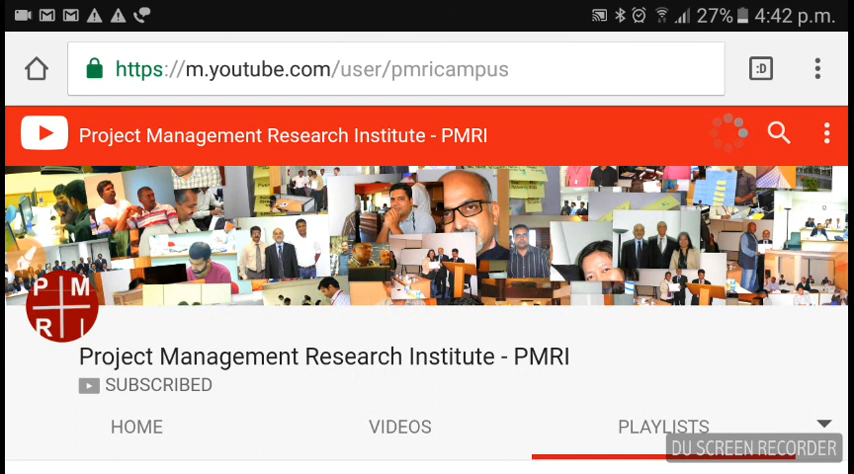 27% 4:42 p.m.
https://m.youtube.com/user/pmricampus
:D
Project Management Research Institute - PMRI
P M
R I
Project Management Research Institute - PMRI
SUBSCRIBED
HOME VIDEOS PLAYLISTS
DU SCREEN RECORDER